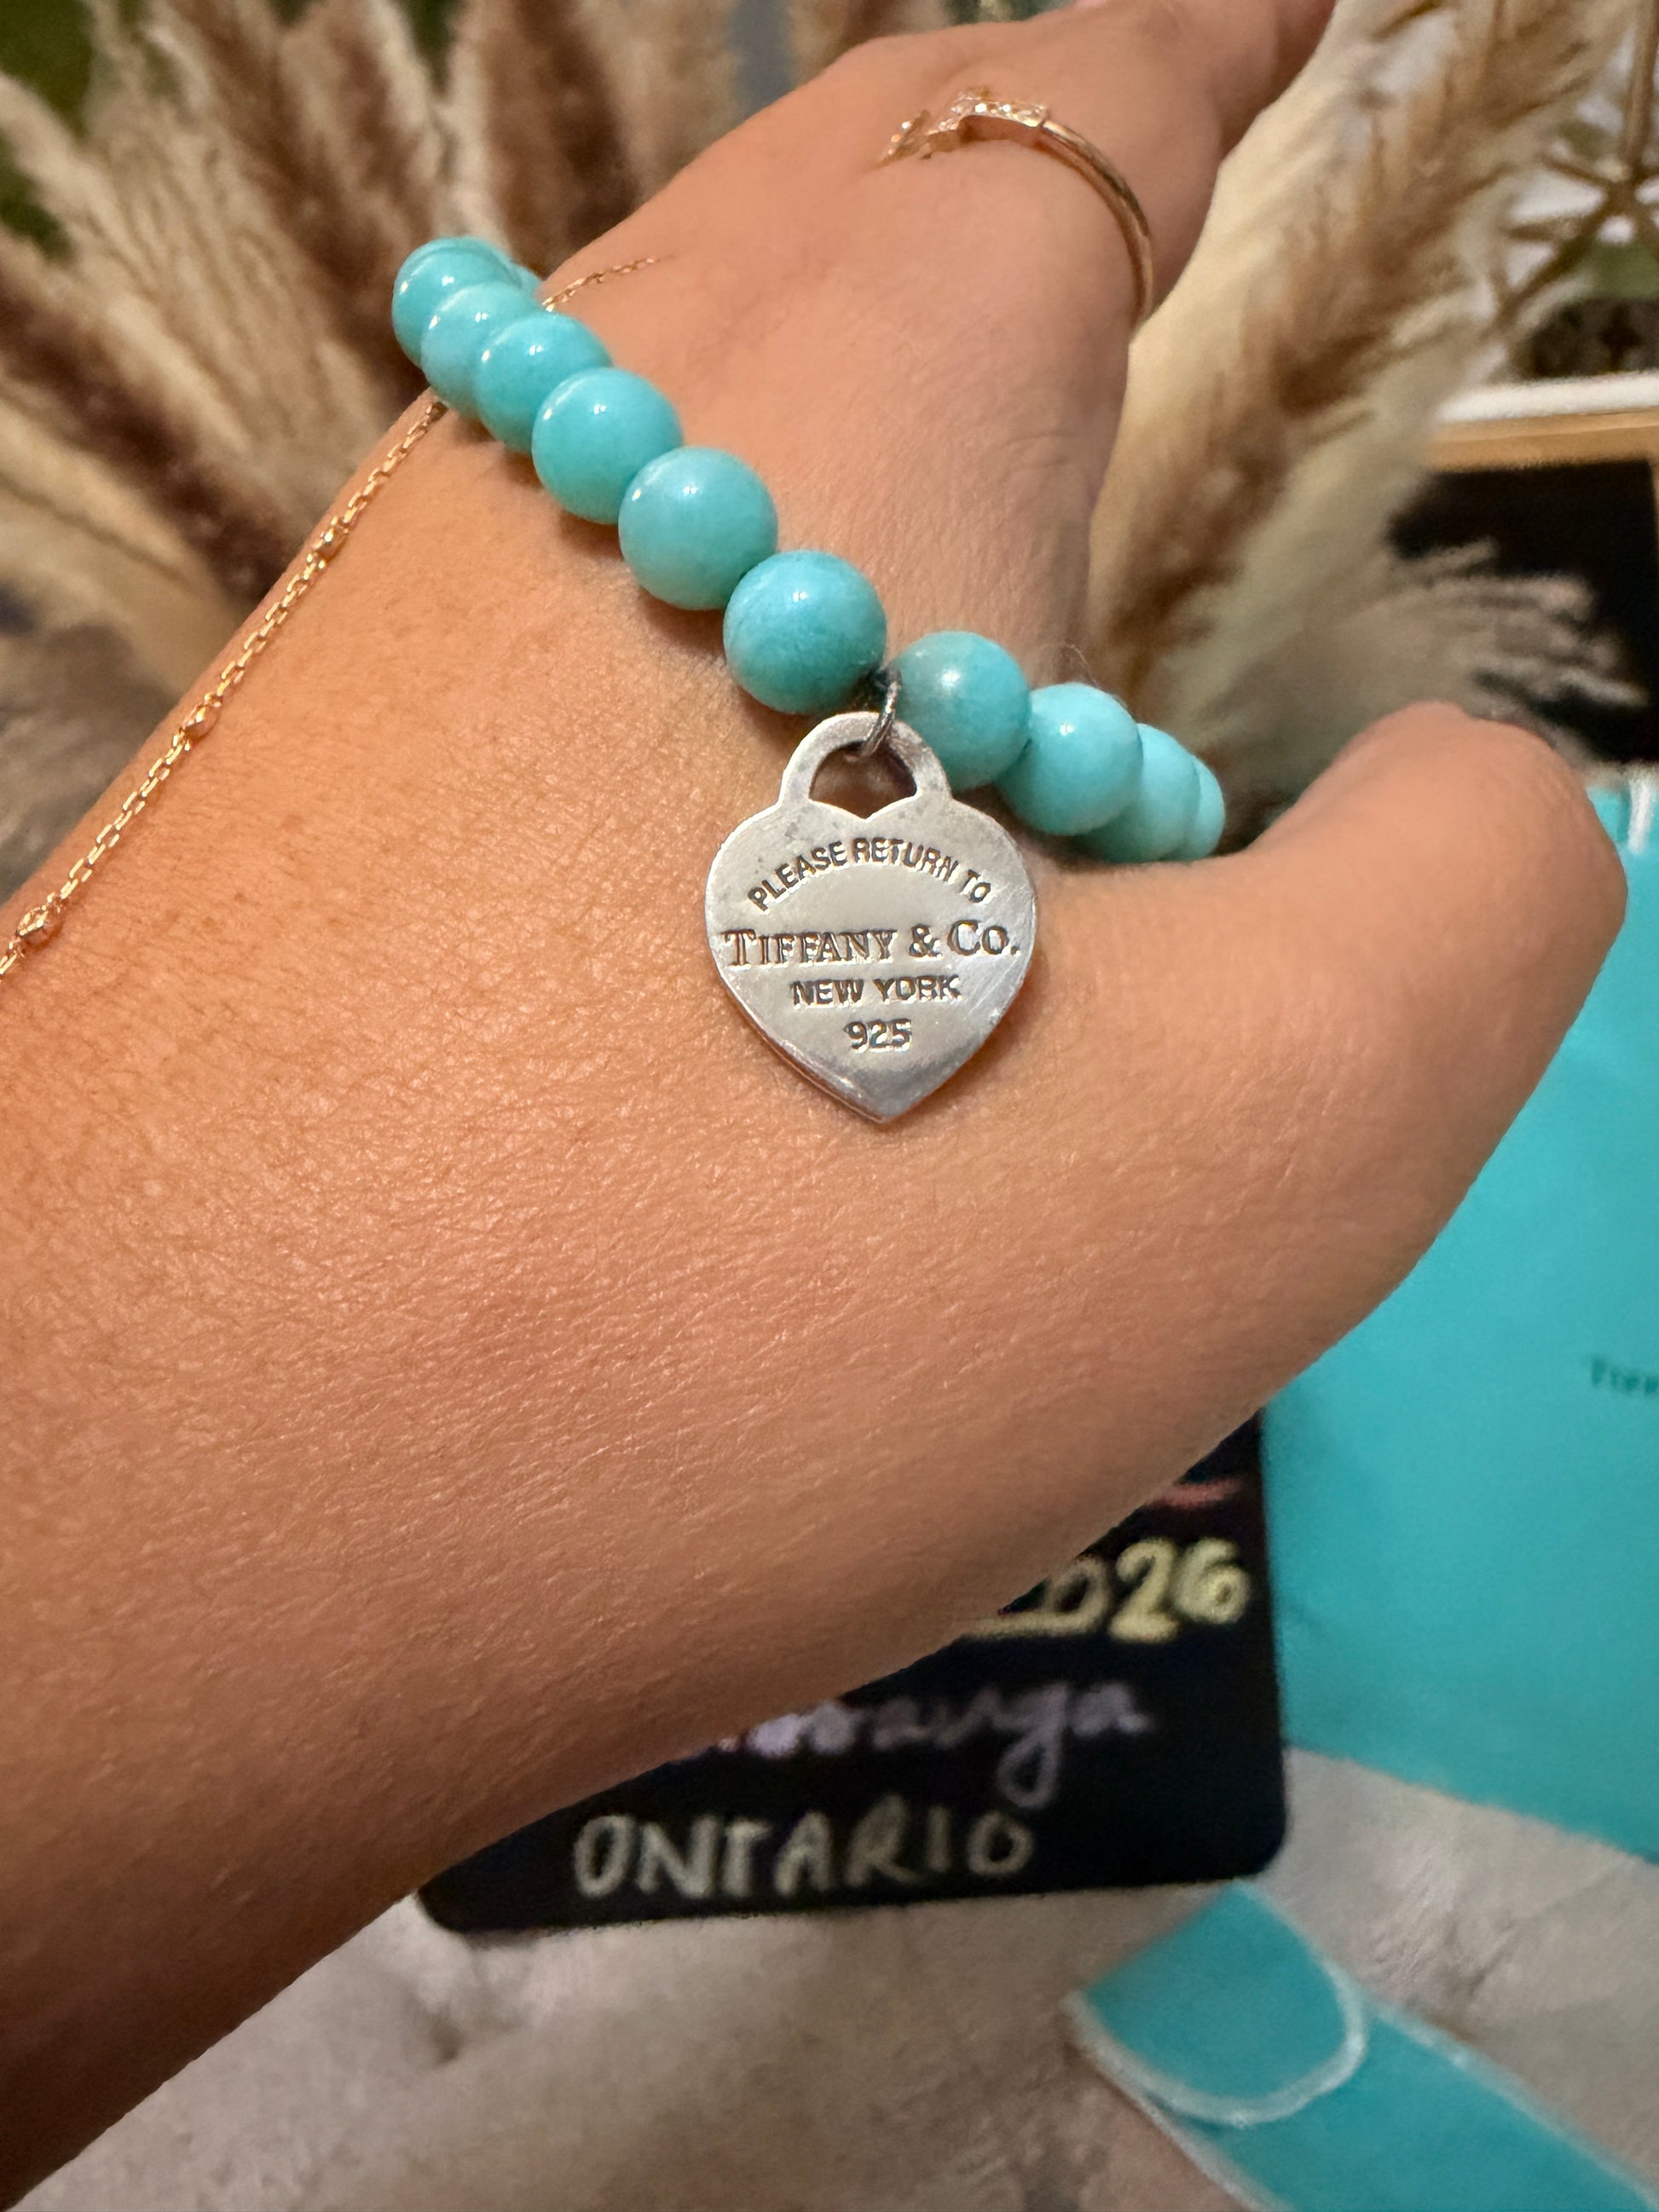 PLEASE RETURN TO
TIFFANY & CO.
NEW YORK
925
ONTARIO